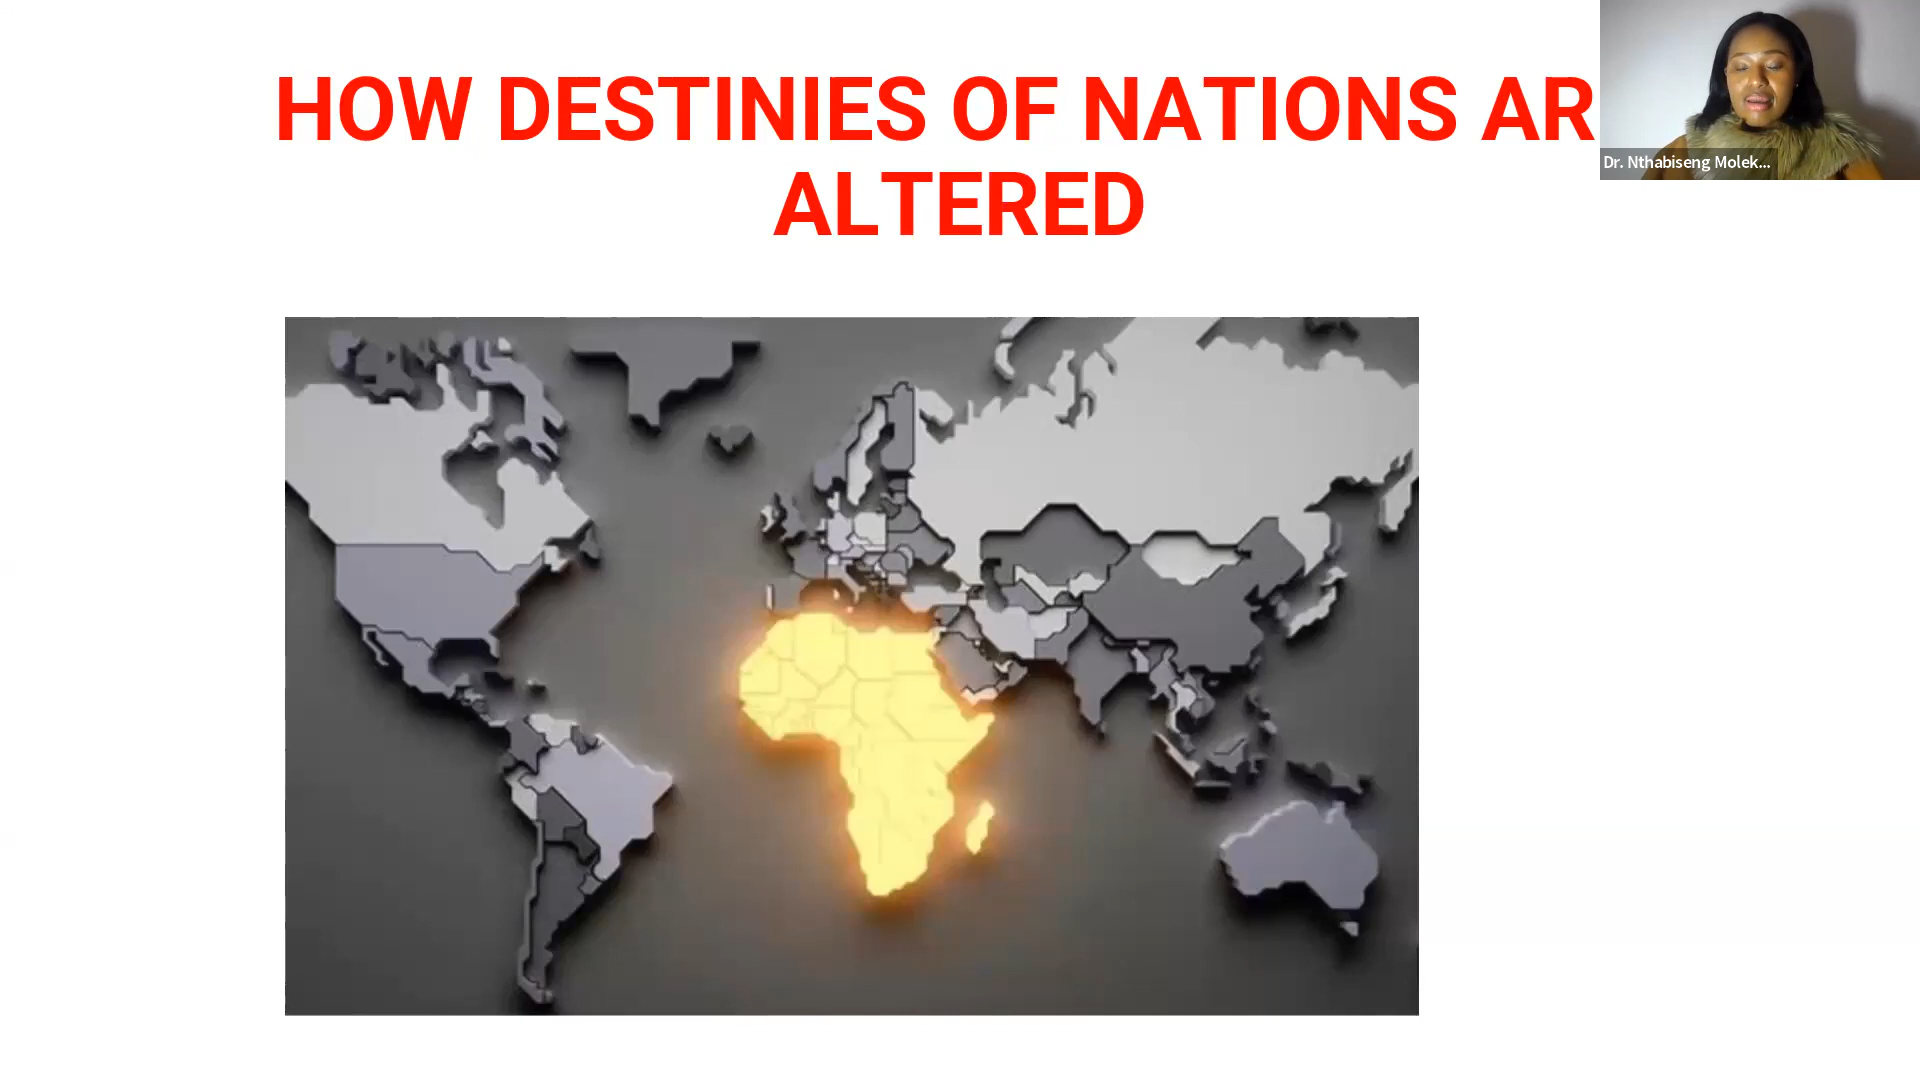 HOW DESTINIES OF NATIONS AR
ALTERED
Dr. Nthabiseng Molek...